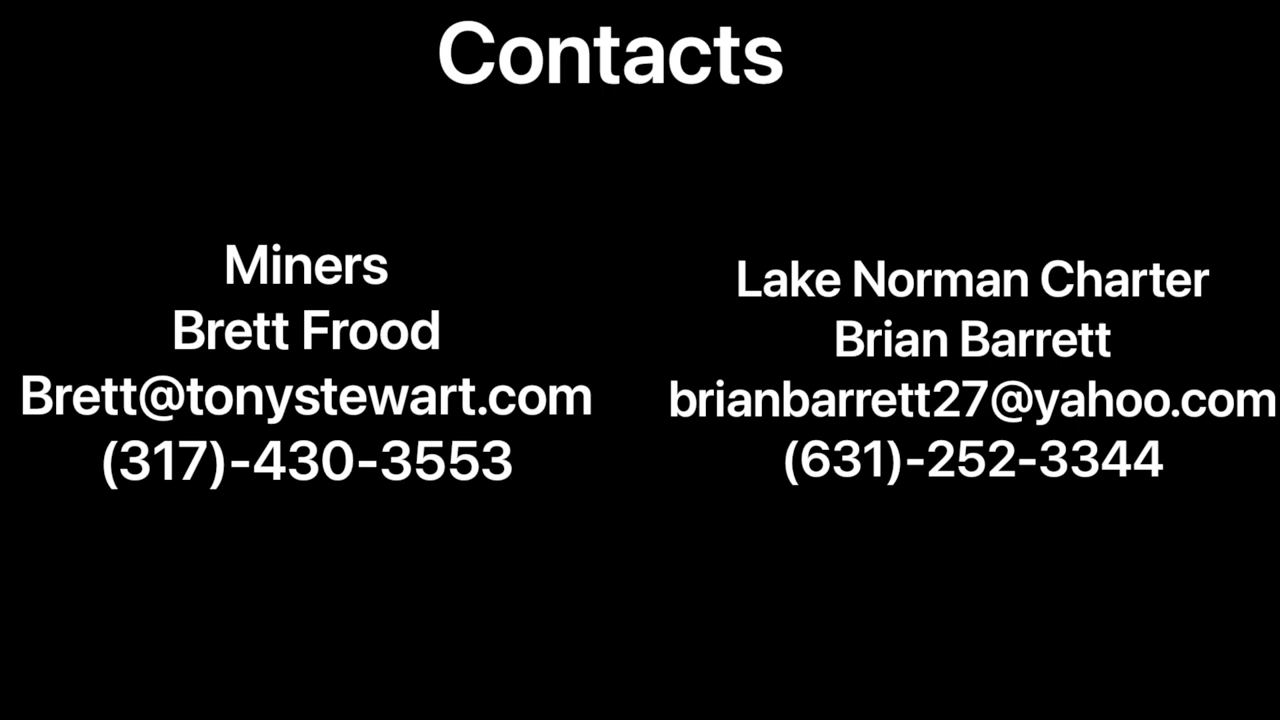 Contacts
Miners
Brett Frood
Brett@tonystewart.com
(317)-430-3553
Lake Norman Charter
Brian Barrett
brianbarrett27@yahoo.com
(631)-252-3344